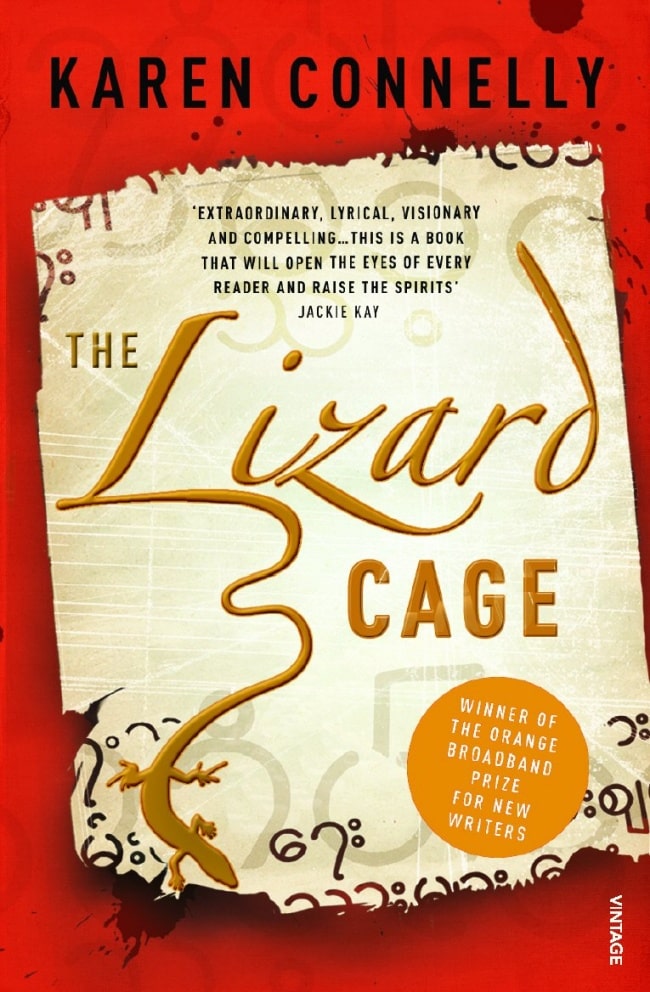 KAREN CONNELLY
'EXTRAORDINARY, LYRICAL, VISIONARY
AND COMPELLING...THIS IS A BOOK
THAT WILL OPEN THE EYES OF EVERY
READER AND RAISE THE SPIRITS'
JACKIE KAY
THE
Lizard
CAGE
WINNER OF
THE ORANGE
BROADBAND
PRIZE
FOR NEW
WRITERS
VINTAGE